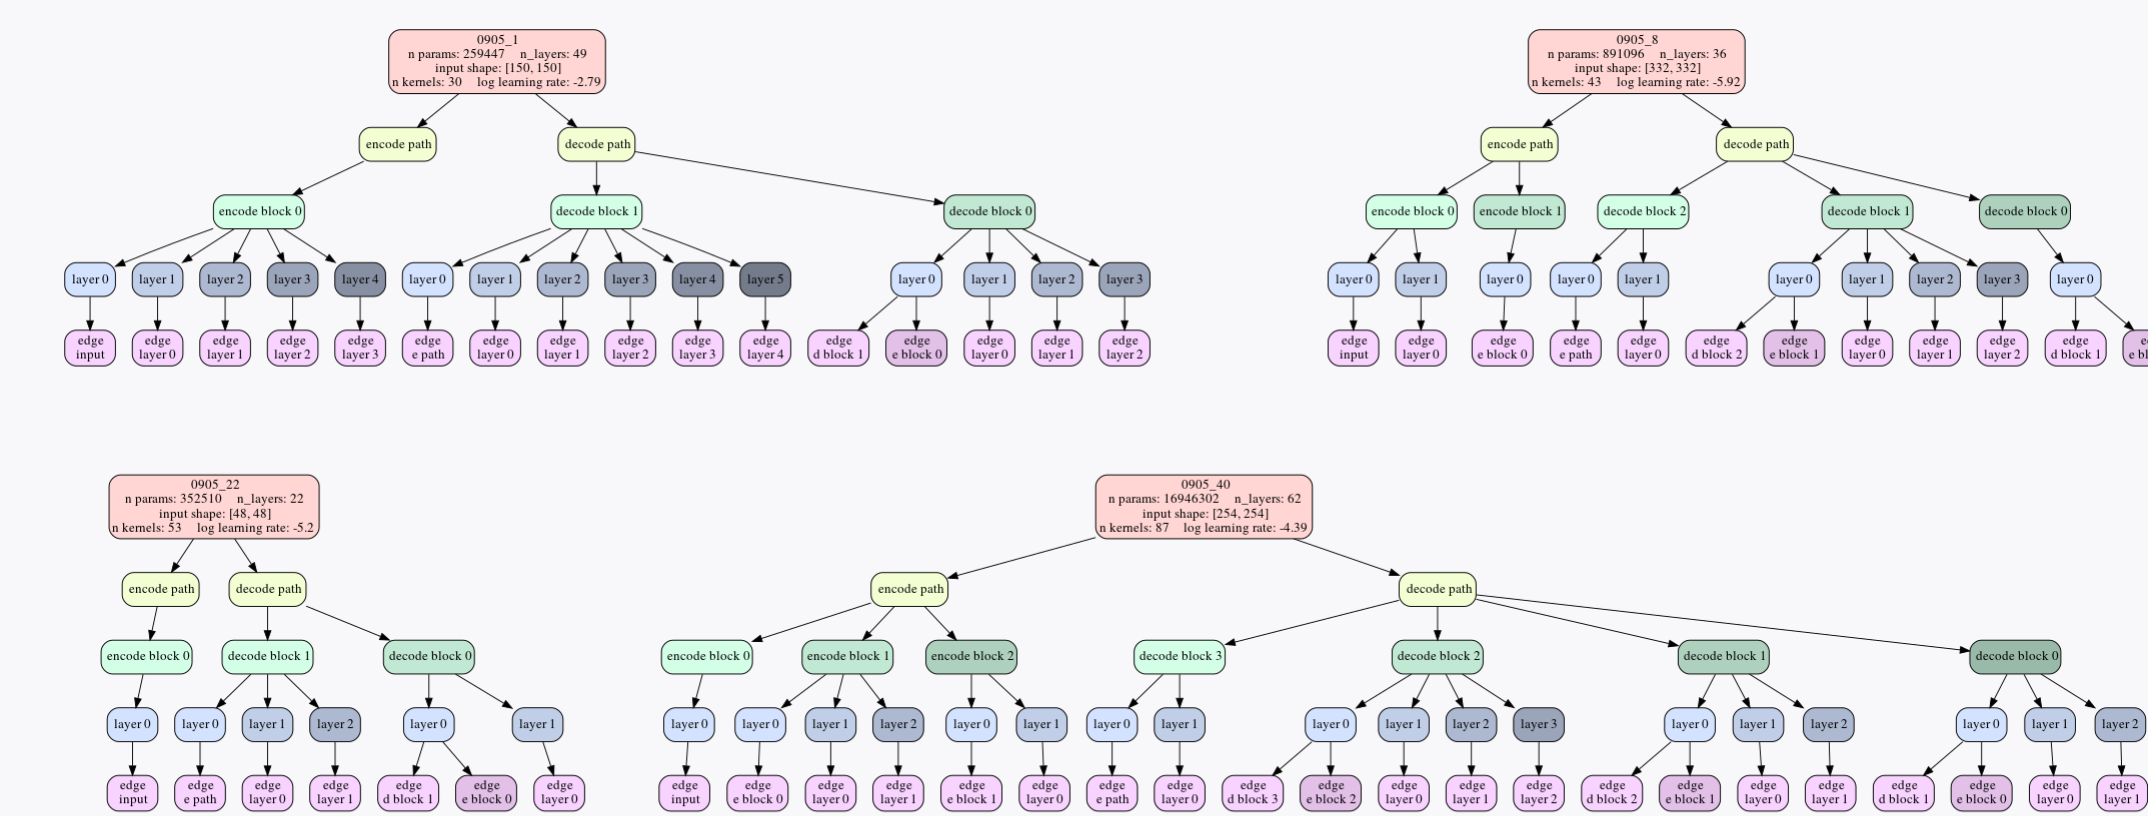 0905_1
n params: 259447 n_layers: 49
input shape: [150, 150]
n kernels: 30 log learning rate: -2.79
encode path
decode path
encode block 0
decode block 1
decode block 0
layer 0
layer 1
layer 2
layer 3
layer 4
layer 0
layer 1
layer 2
layer 3
layer 4
layer 5
layer 0
layer 1
layer 2
layer 3
edge
input
edge
layer 0
edge
layer 1
edge
layer 2
edge
layer 3
edge
e path
edge
layer 0
edge
layer 1
edge
layer 2
edge
layer 3
edge
layer 4
edge
d block 1
edge
e block 0
edge
layer 0
edge
layer 1
edge
layer 2
0905_8
n params: 891096 n_layers: 36
input shape: [332, 332]
n kernels: 43 log learning rate: -5.92
encode path
decode path
encode block 0
encode block 1
decode block 2
decode block 1
decode block 0
layer 0
layer 1
layer 0
layer 0
layer 1
layer 0
layer 1
layer 2
layer 3
layer 0
edge
input
edge
layer 0
edge
e block 0
edge
e path
edge
layer 0
edge
d block 2
edge
e block 1
edge
layer 0
edge
layer 1
edge
layer 2
edge
d block 1
0905_22
n params: 352510 n_layers: 22
input shape: [48, 48]
n kernels: 53 log learning rate: -5.2
encode path
decode path
encode block 0
decode block 1
decode block 0
layer 0
layer 0
layer 1
layer 2
layer 0
layer 1
edge
input
edge
e path
edge
layer 0
edge
layer 1
edge
d block 1
edge
e block 0
edge
layer 0
0905_40
n params: 16946302 n_layers: 62
input shape: [254, 254]
n kernels: 87 log learning rate: -4.39
encode path
decode path
encode block 0
encode block 1
encode block 2
decode block 3
decode block 2
decode block 1
decode block 0
layer 0
layer 0
layer 1
layer 2
layer 0
layer 1
layer 0
layer 1
layer 0
layer 1
layer 2
layer 3
layer 0
layer 1
layer 2
layer 0
layer 1
layer 2
edge
input
edge
e block 0
edge
layer 0
edge
layer 1
edge
e block 1
edge
layer 0
edge
e path
edge
layer 0
edge
d block 3
edge
e block 2
edge
layer 0
edge
layer 1
edge
layer 2
edge
d block 2
edge
e block 1
edge
layer 0
edge
layer 1
edge
d block 1
edge
e block 0
edge
layer 0
edge
layer 1